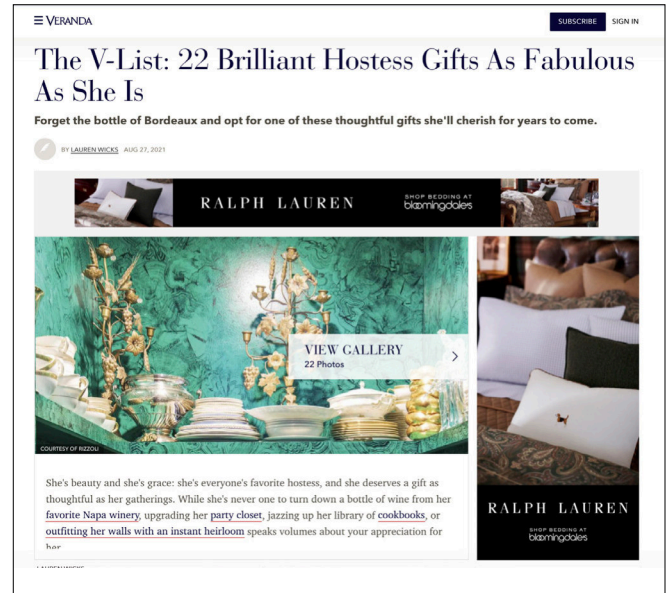 VERANDA
SUBSCRIBE
SIGN IN
The V-List: 22 Brilliant Hostess Gifts As Fabulous
As She Is
Forget the bottle of Bordeaux and opt for one of these thoughtful gifts she'll cherish for years to come.
BY LAUREN WICKS AUG 27, 2021
RALPH LAUREN
SHOP BEDDING AT
bloomingdales
VIEW GALLERY
22 Photos
COURTESY OF RIZZOLI
She's beauty and she's grace: she's everyone's favorite hostess, and she deserves a gift as
thoughtful as her gatherings. While she's never one to turn down a bottle of wine from her
favorite Napa winery, upgrading her party closet, jazzing up her library of cookbooks, or
outfitting her walls with an instant heirloom speaks volumes about your appreciation for
her
RALPH LAUREN
SHOP BEDDING AT
bloomingdales
LAUREN WICKS